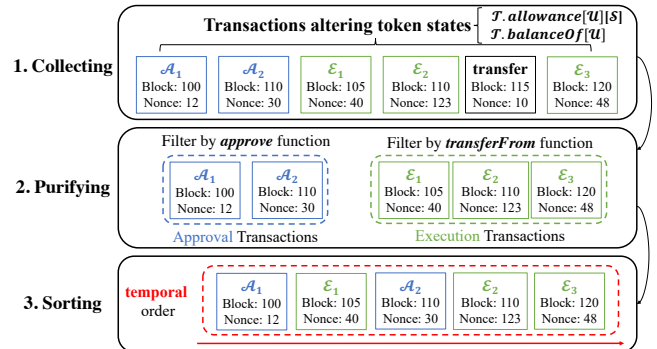 Transactions altering token states
𝒯.allowance[𝒰][𝒮]
𝒯.balanceOf[𝒰]
1. Collecting
𝒜1 𝒜2 ℰ1 ℰ2 transfer ℰ3
Block: 100 Block: 110 Block: 105 Block: 110 Block: 115 Block: 120
Nonce: 12 Nonce: 30 Nonce: 40 Nonce: 123 Nonce: 10 Nonce: 48
Filter by approve function Filter by transferFrom function
2. Purifying
𝒜1 𝒜2 ℰ1 ℰ2 ℰ3
Block: 100 Block: 110 Block: 105 Block: 110 Block: 120
Nonce: 12 Nonce: 30 Nonce: 40 Nonce: 123 Nonce: 48
Approval Transactions Execution Transactions
3. Sorting
temporal
order
𝒜1 ℰ1 𝒜2 ℰ2 ℰ3
Block: 100 Block: 105 Block: 110 Block: 110 Block: 120
Nonce: 12 Nonce: 40 Nonce: 30 Nonce: 123 Nonce: 48